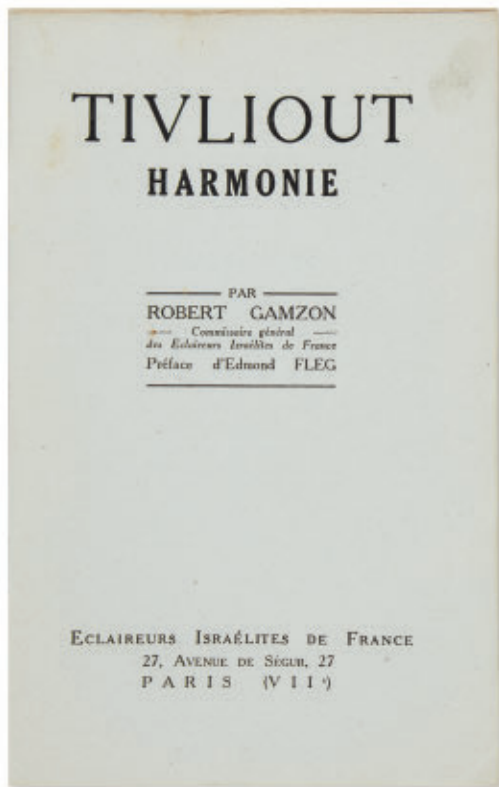 TIVLIOUT
HARMONIE
PAR
ROBERT GAMZON
Commissaire général
des Eclaireurs Israélites de France
Préface d'Edmond FLEG
ECLAIREURS ISRAÉLITES DE FRANCE
27, AVENUE DE SÉGUR, 27
PARIS (VIIᵉ)